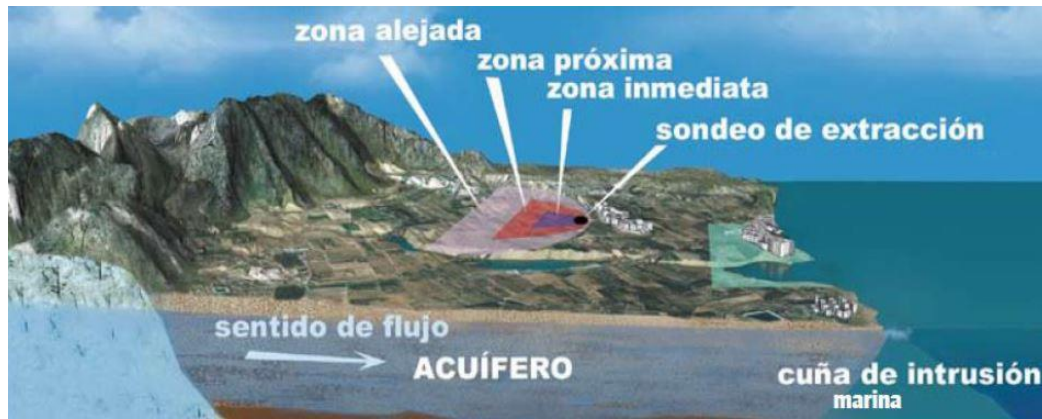 zona alejada
zona próxima
zona inmediata
sondeo de extracción
sentido de flujo
ACUÍFERO
cuña de intrusión
marina